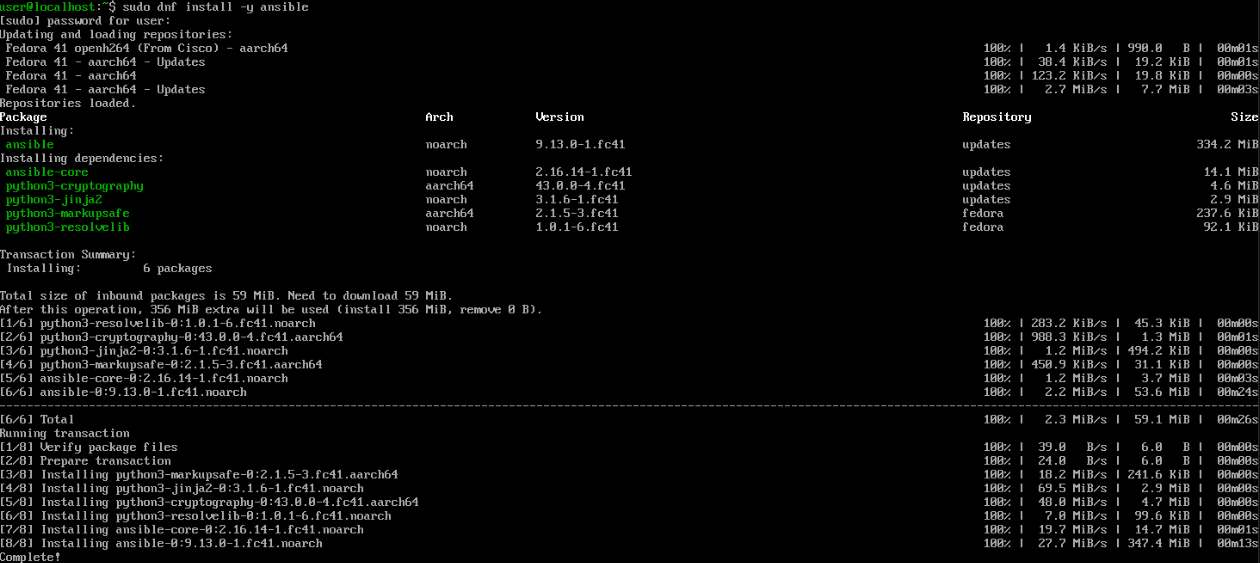 user@localhost:~$ sudo dnf install -y ansible
[sudo] password for user:
Updating and loading repositories:
Fedora 41 openh264 (From Cisco) - aarch64 100% | 1.4 KiB/s | 990.0 B | 00m01s
Fedora 41 - aarch64 - Updates 100% | 38.4 KiB/s | 19.2 KiB | 00m01s
Fedora 41 - aarch64 100% | 123.2 KiB/s | 19.8 KiB | 00m00s
Fedora 41 - aarch64 - Updates 100% | 2.7 MiB/s | 7.7 MiB | 00m03s
Repositories loaded.
Package Arch Version Repository Size
Installing:
ansible noarch 9.13.0-1.fc41 updates 334.2 MiB
Installing dependencies:
ansible-core noarch 2.16.14-1.fc41 updates 14.1 MiB
python3-cryptography aarch64 43.0.0-4.fc41 updates 4.6 MiB
python3-jinja2 noarch 3.1.6-1.fc41 updates 2.9 MiB
python3-markupsafe aarch64 2.1.5-3.fc41 fedora 237.6 KiB
python3-resolvelib noarch 1.0.1-6.fc41 fedora 92.1 KiB
Transaction Summary:
Installing: 6 packages
Total size of inbound packages is 59 MiB. Need to download 59 MiB.
After this operation, 356 MiB extra will be used (install 356 MiB, remove 0 B).
[1/6] python3-resolvelib-0:1.0.1-6.fc41.noarch 100% | 283.2 KiB/s | 45.3 KiB | 00m00s
[2/6] python3-cryptography-0:43.0.0-4.fc41.aarch64 100% | 988.3 KiB/s | 1.3 MiB | 00m01s
[3/6] python3-jinja2-0:3.1.6-1.fc41.noarch 100% | 1.2 MiB/s | 494.2 KiB | 00m00s
[4/6] python3-markupsafe-0:2.1.5-3.fc41.aarch64 100% | 450.9 KiB/s | 31.1 KiB | 00m00s
[5/6] ansible-core-0:2.16.14-1.fc41.noarch 100% | 1.2 MiB/s | 3.7 MiB | 00m03s
[6/6] ansible-0:9.13.0-1.fc41.noarch 100% | 2.2 MiB/s | 53.6 MiB | 00m24s
[6/6] Total 100% | 2.3 MiB/s | 59.1 MiB | 00m26s
Running transaction
[1/8] Verify package files 100% | 39.0 B/s | 6.0 B | 00m00s
[2/8] Prepare transaction 100% | 24.0 B/s | 6.0 B | 00m00s
[3/8] Installing python3-markupsafe-0:2.1.5-3.fc41.aarch64 100% | 18.2 MiB/s | 241.6 KiB | 00m00s
[4/8] Installing python3-jinja2-0:3.1.6-1.fc41.noarch 100% | 69.5 MiB/s | 2.9 MiB | 00m00s
[5/8] Installing python3-cryptography-0:43.0.0-4.fc41.aarch64 100% | 48.0 MiB/s | 4.7 MiB | 00m00s
[6/8] Installing python3-resolvelib-0:1.0.1-6.fc41.noarch 100% | 7.0 MiB/s | 99.6 KiB | 00m00s
[7/8] Installing ansible-core-0:2.16.14-1.fc41.noarch 100% | 19.7 MiB/s | 14.7 MiB | 00m01s
[8/8] Installing ansible-0:9.13.0-1.fc41.noarch 100% | 27.7 MiB/s | 347.4 MiB | 00m13s
Complete!